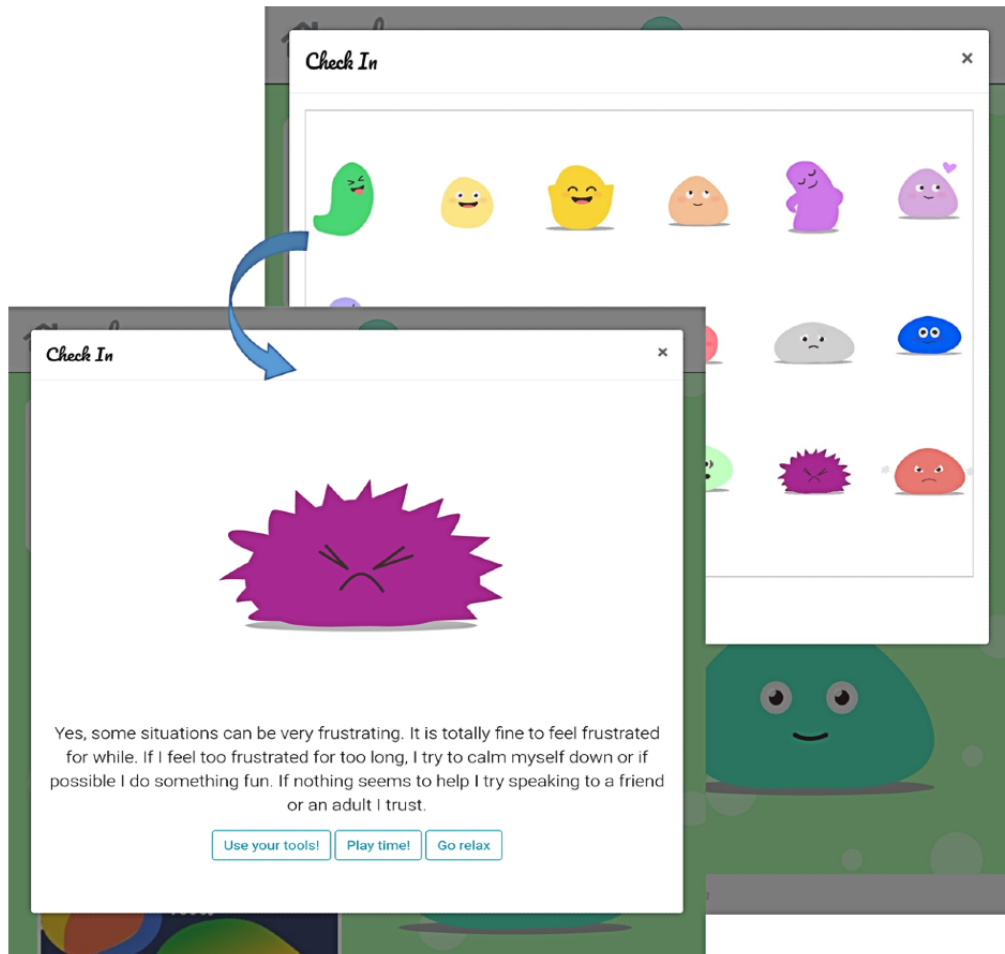 Check In
×
Check In
×
Yes, some situations can be very frustrating. It is totally fine to feel frustrated
for while. If I feel too frustrated for too long, I try to calm myself down or if
possible I do something fun. If nothing seems to help I try speaking to a friend
or an adult I trust.
Use your tools!
Play time!
Go relax